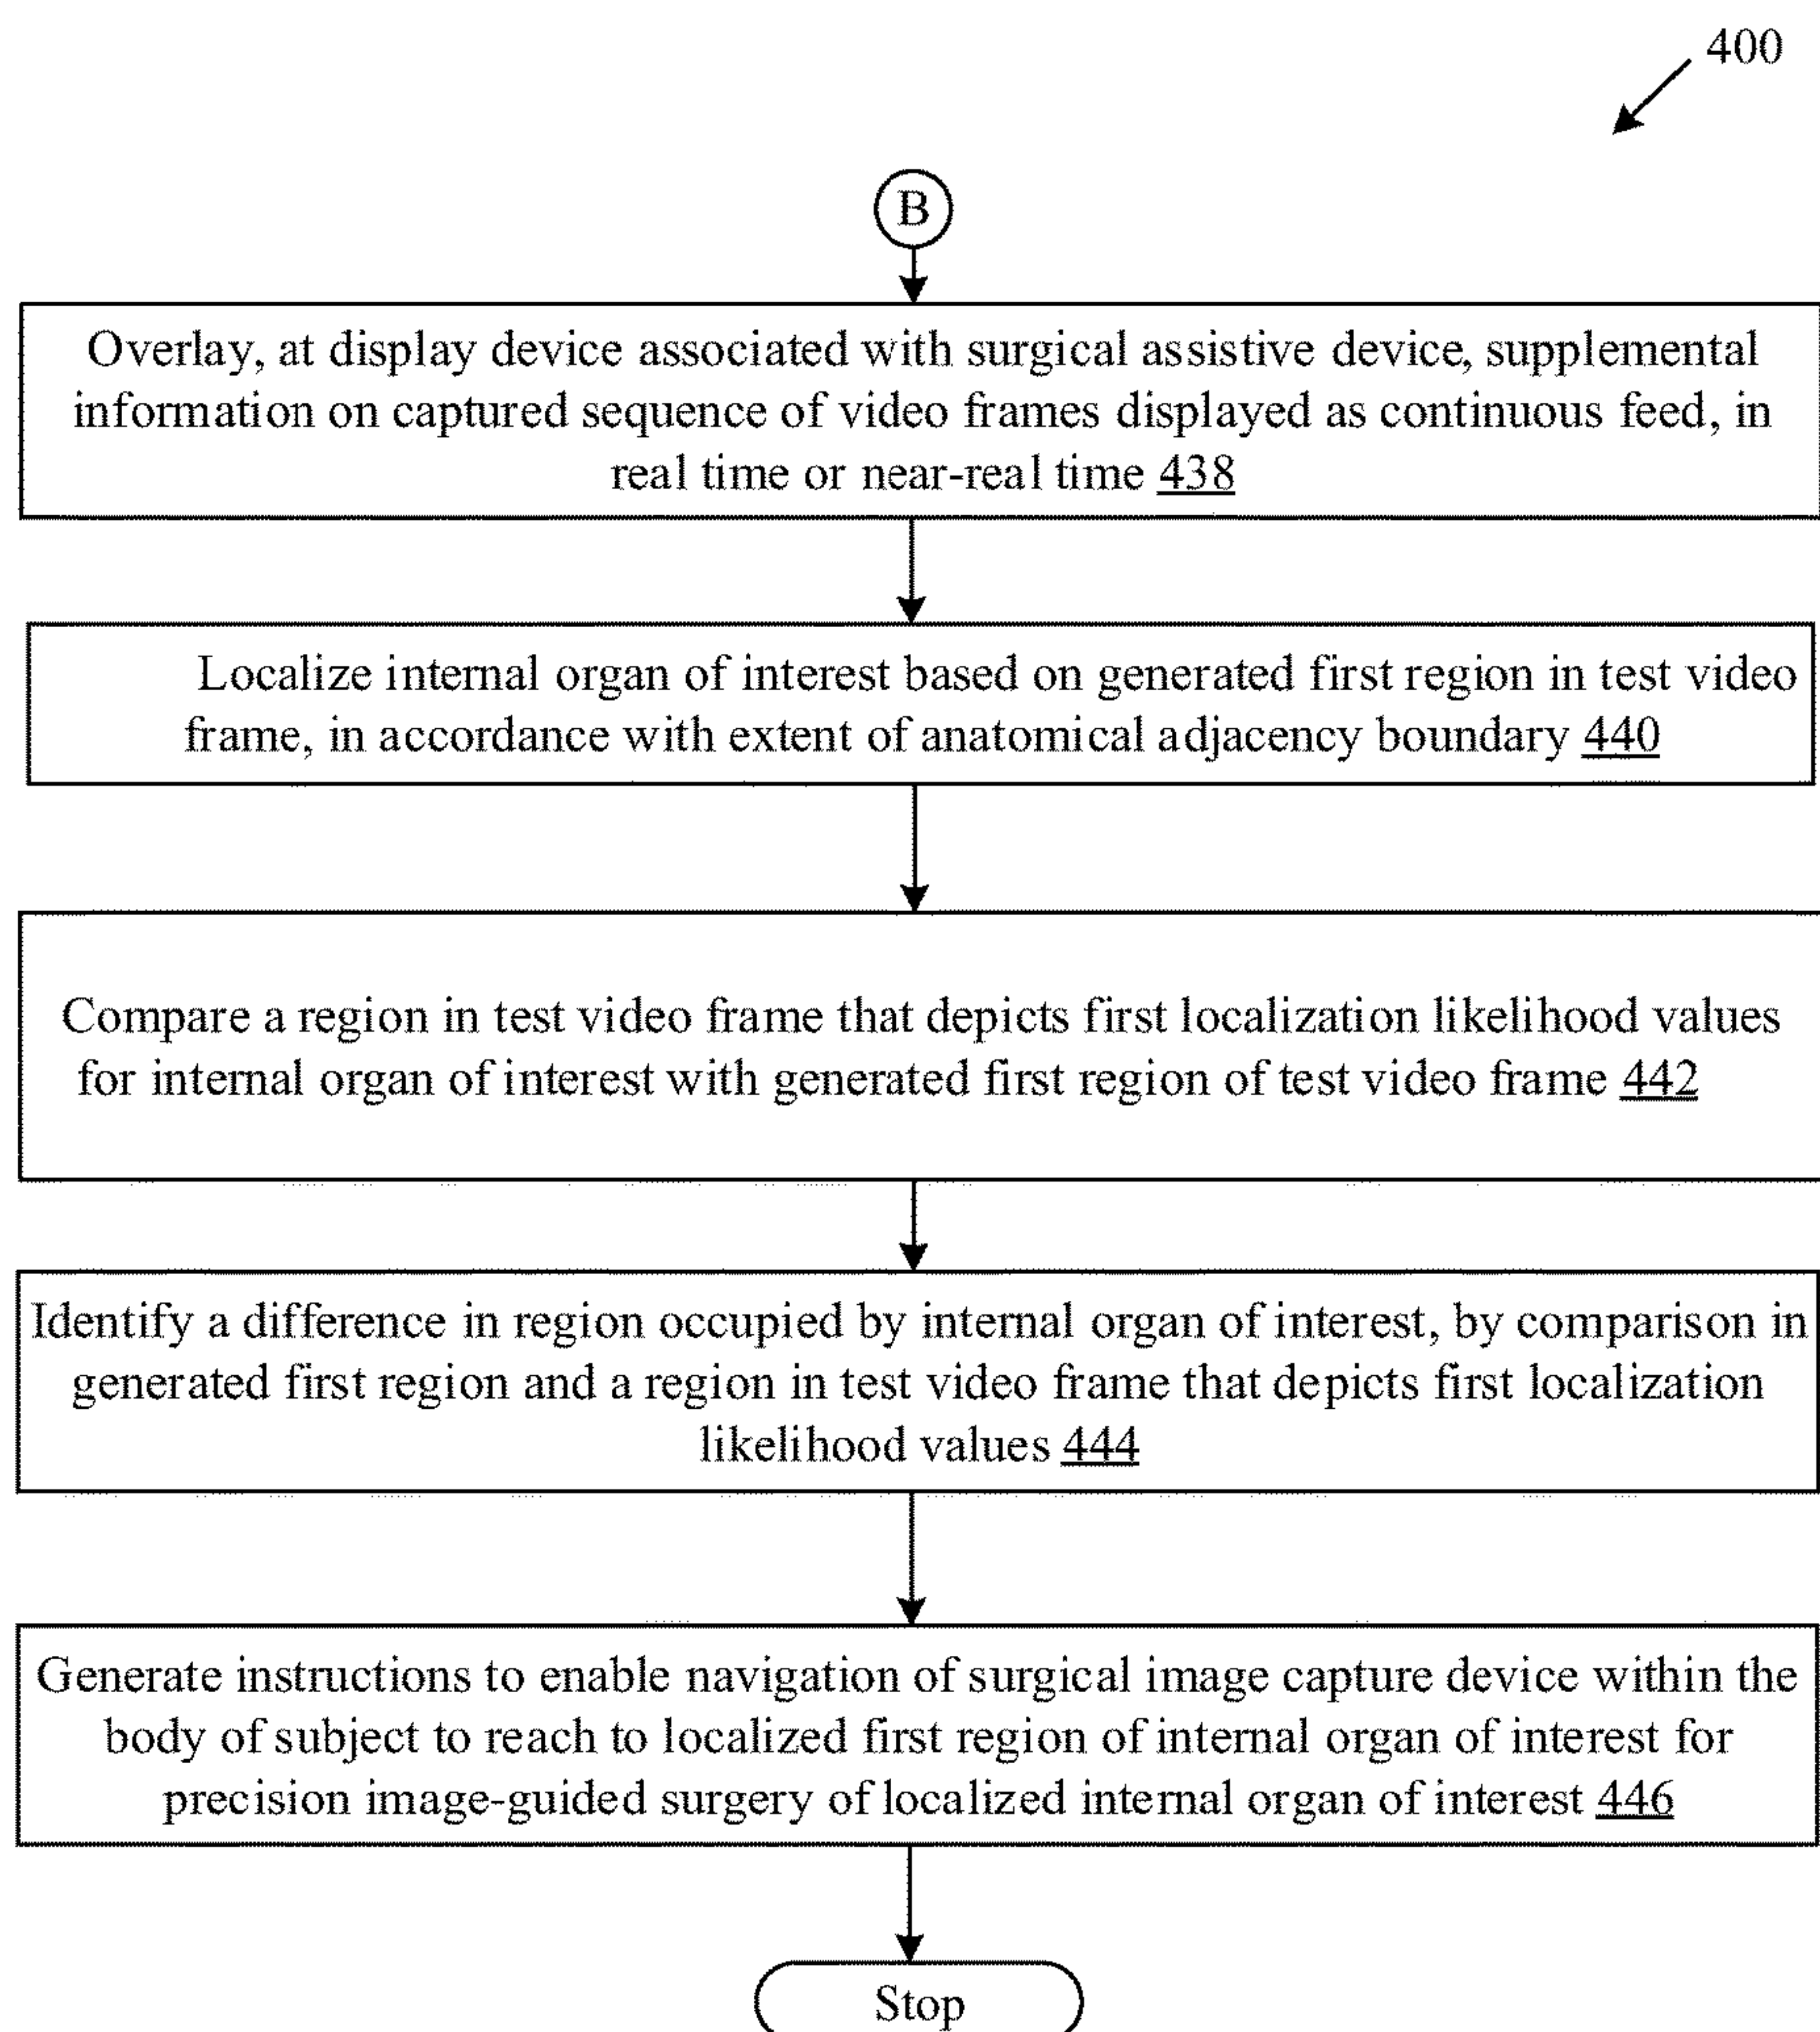 400
B
Overlay, at display device associated with surgical assistive device, supplemental
information on captured sequence of video frames displayed as continuous feed, in
real time or near-real time 438
Localize internal organ of interest based on generated first region in test video
frame, in accordance with extent of anatomical adjacency boundary 440
Compare a region in test video frame that depicts first localization likelihood values
for internal organ of interest with generated first region of test video frame 442
Identify a difference in region occupied by internal organ of interest, by comparison in
generated first region and a region in test video frame that depicts first localization
likelihood values 444
Generate instructions to enable navigation of surgical image capture device within the
body of subject to reach to localized first region of internal organ of interest for
precision image-guided surgery of localized internal organ of interest 446
Stop